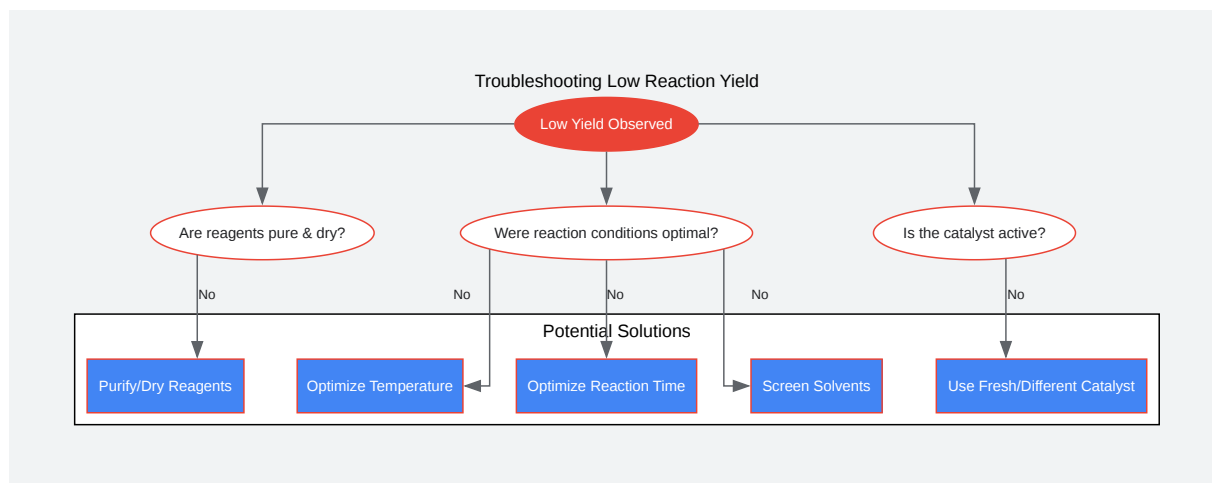 Troubleshooting Low Reaction Yield
Low Yield Observed
Are reagents pure & dry?
Were reaction conditions optimal?
Is the catalyst active?
No
No
No
No
No
Potential Solutions
Purify/Dry Reagents
Optimize Temperature
Optimize Reaction Time
Screen Solvents
Use Fresh/Different Catalyst